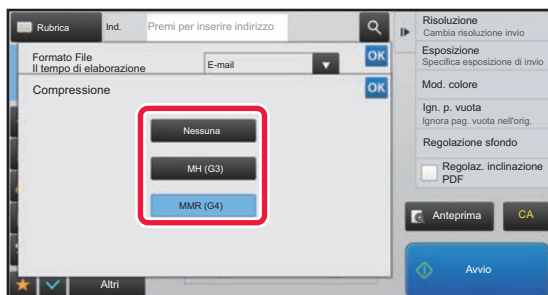 Rubrica
Ind.
Premi per inserire indirizzo
Formato File
Il tempo di elaborazione
E-mail
OK
Compressione
OK
Nessuna
MH (G3)
MMR (G4)
Altri
Risoluzione
Cambia risoluzione invio
Esposizione
Specifica esposizione di invio
Mod. colore
Ign. p. vuota
Ignora pag. vuota nell'orig.
Regolazione sfondo
Regolaz. inclinazione
PDF
Anteprima
CA
Avvio